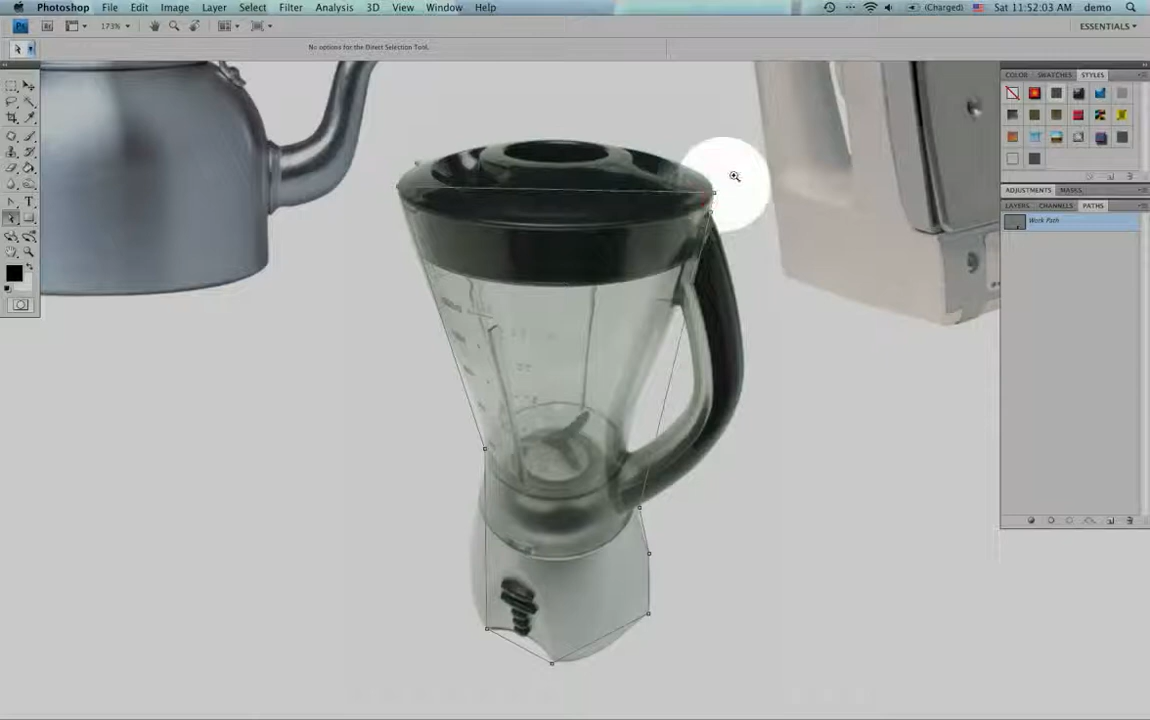 Photoshop File Edit Image Layer Select Filter Analysis 3D View Window Help (Charged) Sat 11:52:03 AM demo
173% ESSENTIALS
No options for the Direct Selection Tool.
COLOR SWATCHES STYLES
ADJUSTMENTS MASKS
LAYERS CHANNELS PATHS
Work Path